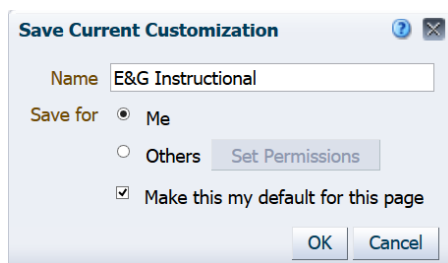 Save Current Customization
Name E&G Instructional
Save for Me
Others Set Permissions
Make this my default for this page
OK Cancel